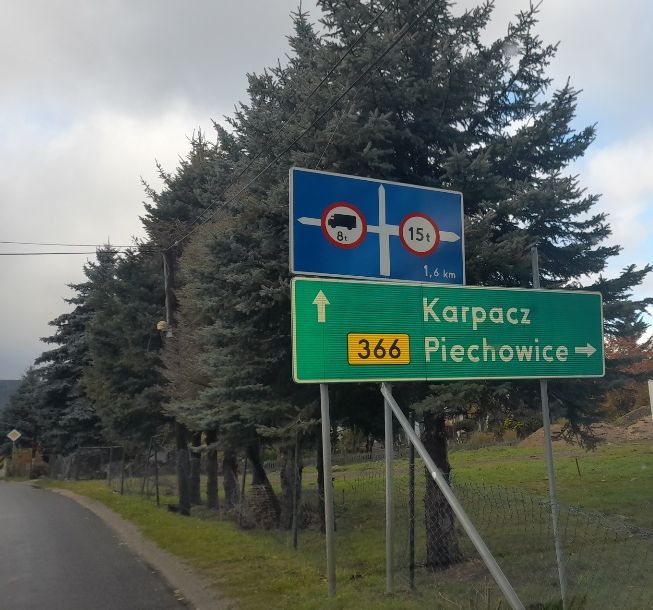 8t
15t
1,6 km
Karpacz
366 Piechowice